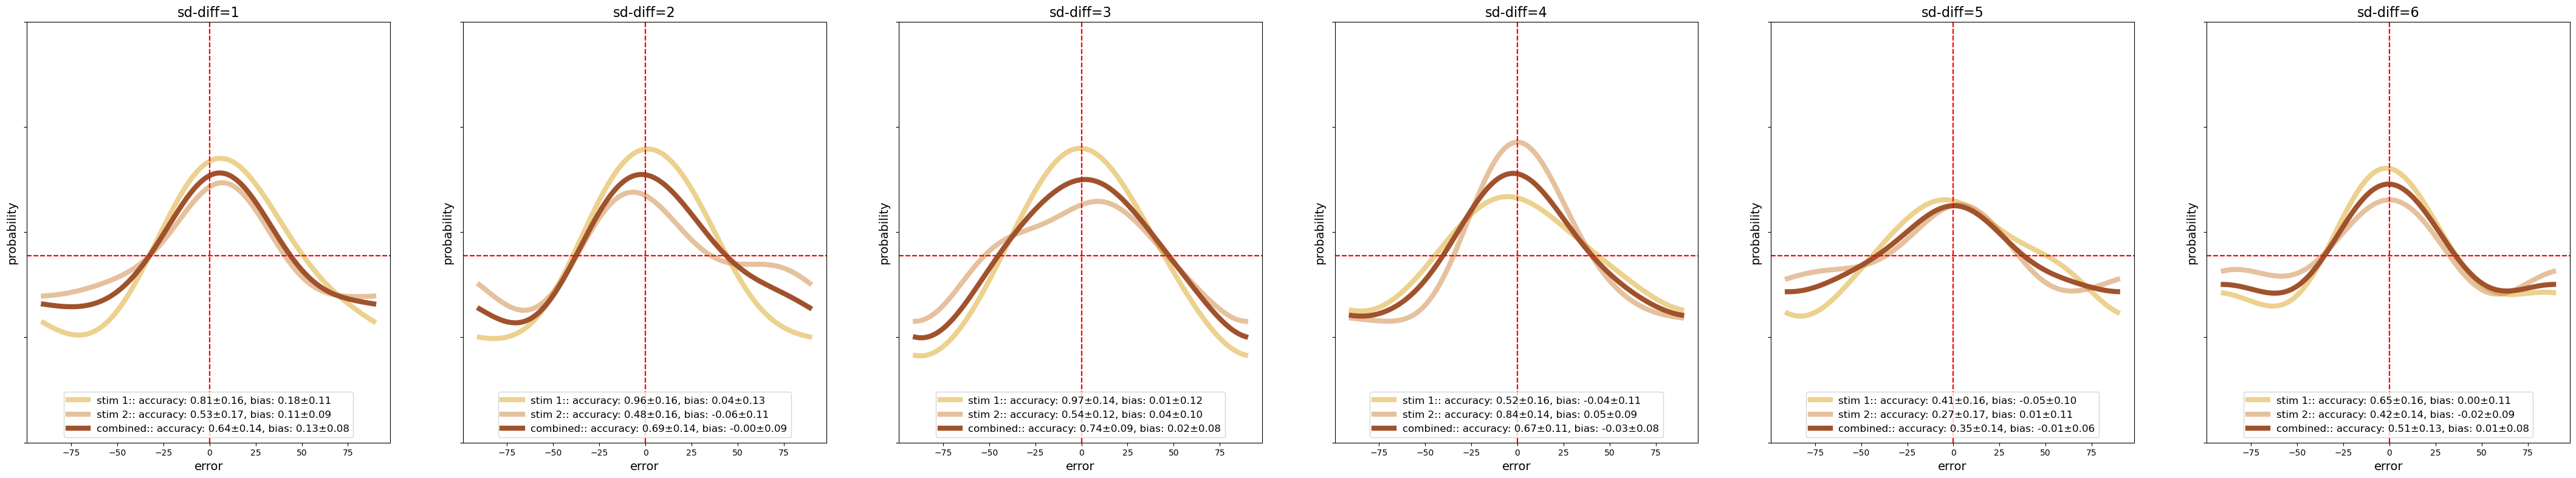 sd-diff=1
probability
stim 1:: accuracy: 0.81±0.16, bias: 0.18±0.11
stim 2:: accuracy: 0.53±0.17, bias: 0.11±0.09
combined:: accuracy: 0.64±0.14, bias: 0.13±0.08
−75 −50 −25 0 25 50 75
error
sd-diff=2
probability
stim 1:: accuracy: 0.96±0.16, bias: 0.04±0.13
stim 2:: accuracy: 0.48±0.16, bias: -0.06±0.11
combined:: accuracy: 0.69±0.14, bias: -0.00±0.09
−75 −50 −25 0 25 50 75
error
sd-diff=3
probability
stim 1:: accuracy: 0.97±0.14, bias: 0.01±0.12
stim 2:: accuracy: 0.54±0.12, bias: 0.04±0.10
combined:: accuracy: 0.74±0.09, bias: 0.02±0.08
−75 −50 −25 0 25 50 75
error
sd-diff=4
probability
stim 1:: accuracy: 0.52±0.16, bias: -0.04±0.11
stim 2:: accuracy: 0.84±0.14, bias: 0.05±0.09
combined:: accuracy: 0.67±0.11, bias: -0.03±0.08
−75 −50 −25 0 25 50 75
error
sd-diff=5
probability
stim 1:: accuracy: 0.41±0.16, bias: -0.05±0.10
stim 2:: accuracy: 0.27±0.17, bias: 0.01±0.11
combined:: accuracy: 0.35±0.14, bias: -0.01±0.06
−75 −50 −25 0 25 50 75
error
sd-diff=6
probability
stim 1:: accuracy: 0.65±0.16, bias: 0.00±0.11
stim 2:: accuracy: 0.42±0.14, bias: -0.02±0.09
combined:: accuracy: 0.51±0.13, bias: 0.01±0.08
−75 −50 −25 0 25 50 75
error